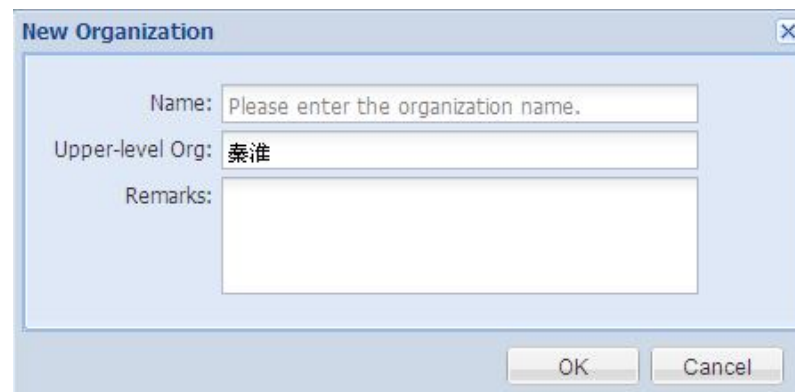 New Organization
Name: Please enter the organization name.
Upper-level Org: 秦淮
Remarks:
OK Cancel